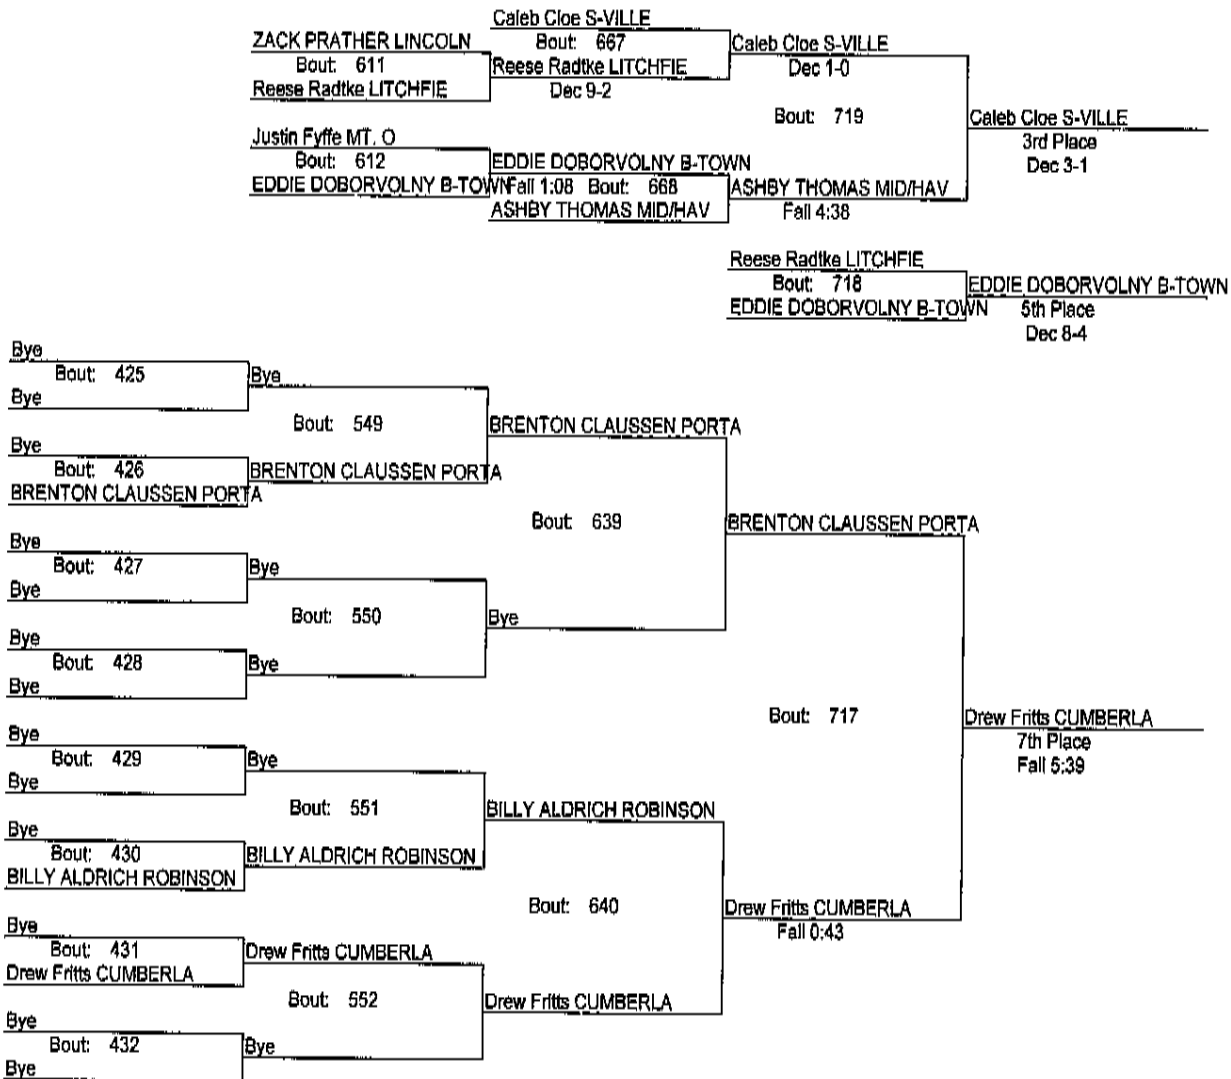 Caleb Cloe S-VILLE
ZACK PRATHER LINCOLN
Bout: 667
Caleb Cloe S-VILLE
Bout: 611
Reese Radtke LITCHFIE
Dec 1-0
Reese Radtke LITCHFIE
Dec 9-2
Bout: 719
Caleb Cloe S-VILLE
Justin Fyffe MT. O
3rd Place
Bout: 612
EDDIE DOBORVOLNY B-TOWN
Dec 3-1
EDDIE DOBORVOLNY B-TOWN
Fall 1:08
Bout: 668
ASHBY THOMAS MID/HAV
ASHBY THOMAS MID/HAV
Fall 4:38
Reese Radtke LITCHFIE
Bout: 718
EDDIE DOBORVOLNY B-TOWN
EDDIE DOBORVOLNY B-TOWN
5th Place
Dec 8-4
Bye
Bout: 425
Bye
Bye
Bout: 549
BRENTON CLAUSSEN PORTA
Bye
Bout: 426
BRENTON CLAUSSEN PORTA
BRENTON CLAUSSEN PORTA
Bout: 639
BRENTON CLAUSSEN PORTA
Bye
Bout: 427
Bye
Bye
Bout: 550
Bye
Bye
Bout: 428
Bye
Bye
Bout: 717
Drew Fritts CUMBERLA
7th Place
Fall 5:39
Bye
Bout: 429
Bye
Bye
Bout: 551
BILLY ALDRICH ROBINSON
Bye
Bout: 430
BILLY ALDRICH ROBINSON
BILLY ALDRICH ROBINSON
Bout: 640
Drew Fritts CUMBERLA
Fall 0:43
Bye
Bout: 431
Drew Fritts CUMBERLA
Drew Fritts CUMBERLA
Bout: 552
Drew Fritts CUMBERLA
Bye
Bout: 432
Bye
Bye